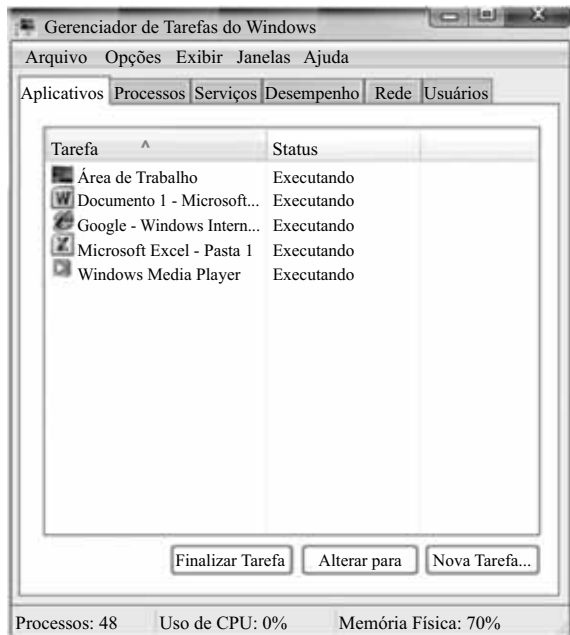 Gerenciador de Tarefas do Windows
Arquivo Opções Exibir Janelas Ajuda
Aplicativos Processos Serviços Desempenho Rede Usuários
Tarefa ^ Status
Área de Trabalho Executando
Documento 1 - Microsoft... Executando
Google - Windows Intern... Executando
Microsoft Excel - Pasta 1 Executando
Windows Media Player Executando
Finalizar Tarefa Alterar para Nova Tarefa...
Processos: 48 Uso de CPU: 0% Memória Física: 70%